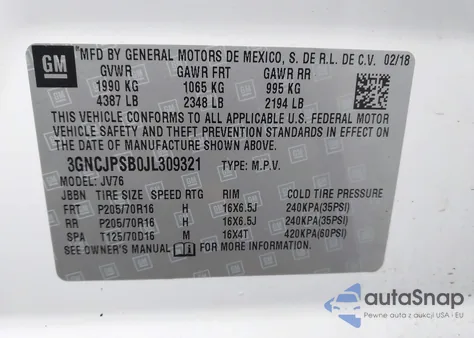 GM
MFD BY GENERAL MOTORS DE MEXICO, S. DE R.L. DE C.V. 02/18
GVWR GAWR FRT GAWR RR
1990 KG 1065 KG 995 KG
4387 LB 2348 LB 2194 LB
THIS VEHICLE CONFORMS TO ALL APPLICABLE U.S. FEDERAL MOTOR
VEHICLE SAFETY AND THEFT PREVENTION STANDARDS IN EFFECT ON THE
DATE OF MANUFACTURE SHOWN ABOVE.
3GNCJPSB0JL309321 TYPE: M.P.V.
MODEL: JV76
JBBN TIRE SIZE SPEED RTG RIM COLD TIRE PRESSURE
FRT P205/70R16 H 16X6.5J 240KPA(35PSI)
RR P205/70R16 H 16X6.5J 240KPA(35PSI)
SPA T125/70D16 M 16X4T 420KPA(60PSI)
SEE OWNER'S MANUAL FOR MORE INFORMATION.
autoSnap
Pewne auta z aukcji USA - EU